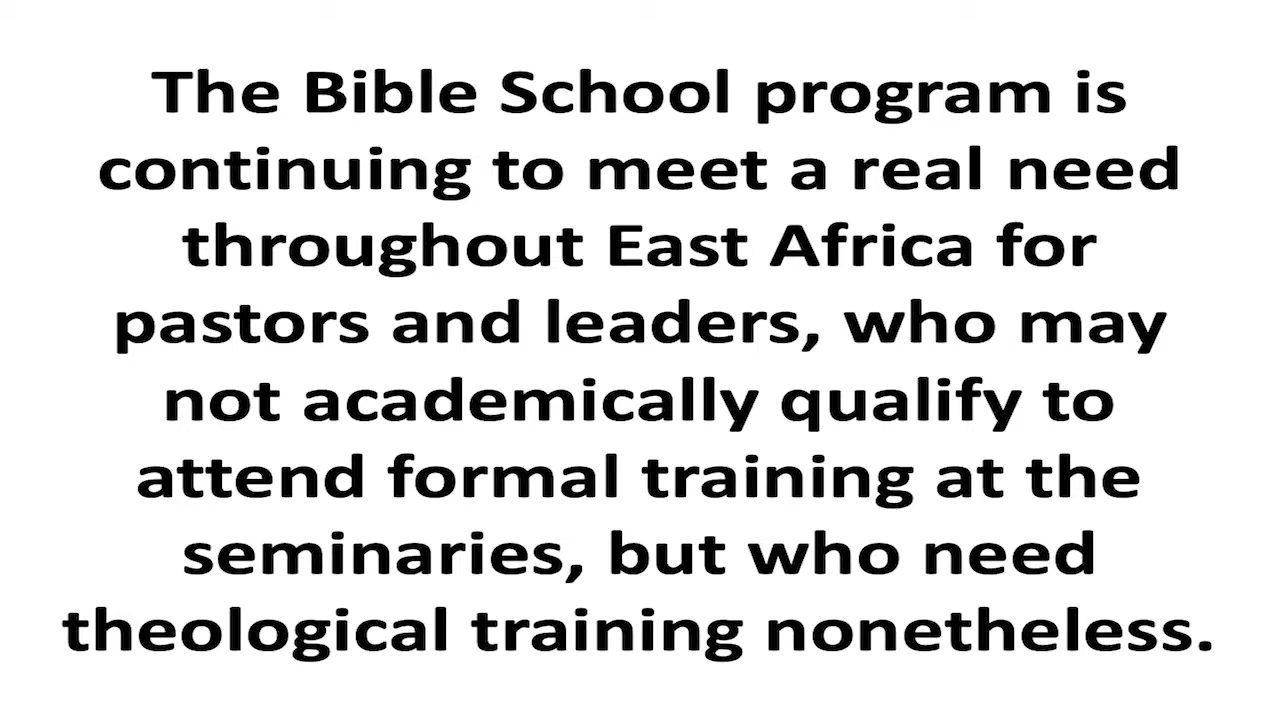 The Bible School program is
continuing to meet a real need
throughout East Africa for
pastors and leaders, who may
not academically qualify to
attend formal training at the
seminaries, but who need
theological training nonetheless.